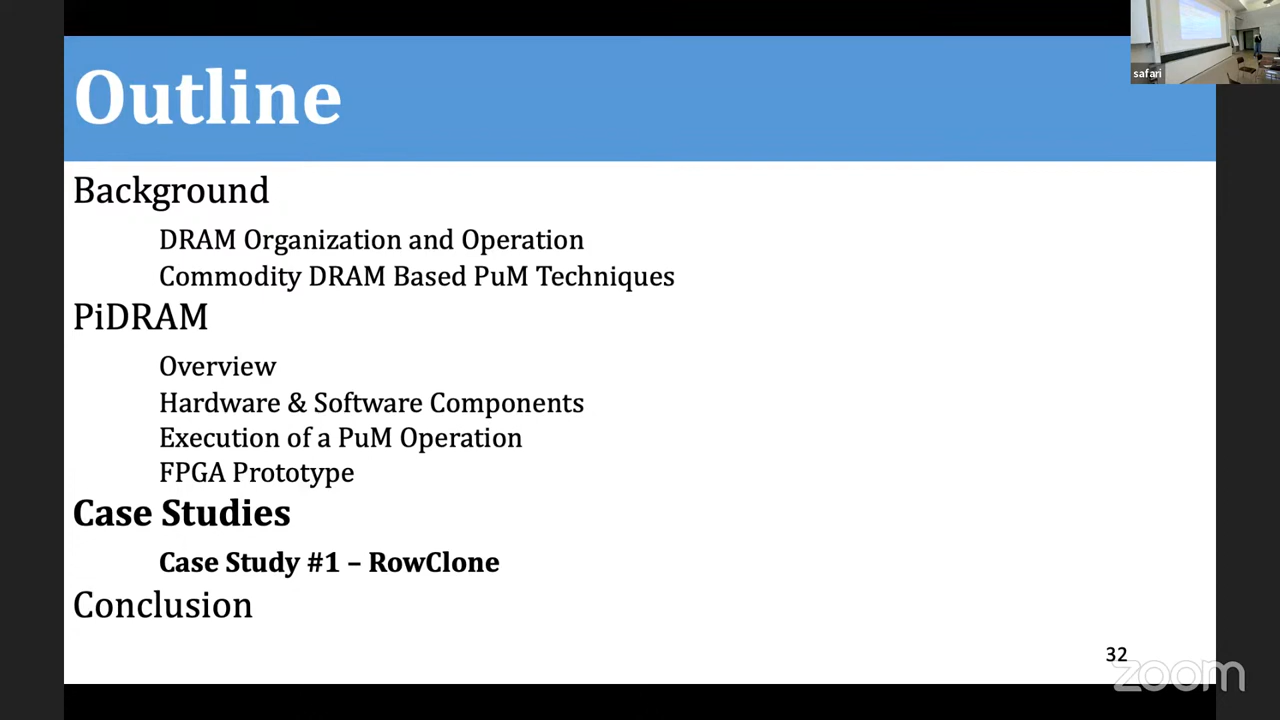 Outline
safari
Background
DRAM Organization and Operation
Commodity DRAM Based PuM Techniques
PiDRAM
Overview
Hardware & Software Components
Execution of a PuM Operation
FPGA Prototype
Case Studies
Case Study #1 – RowClone
Conclusion
32
zoom